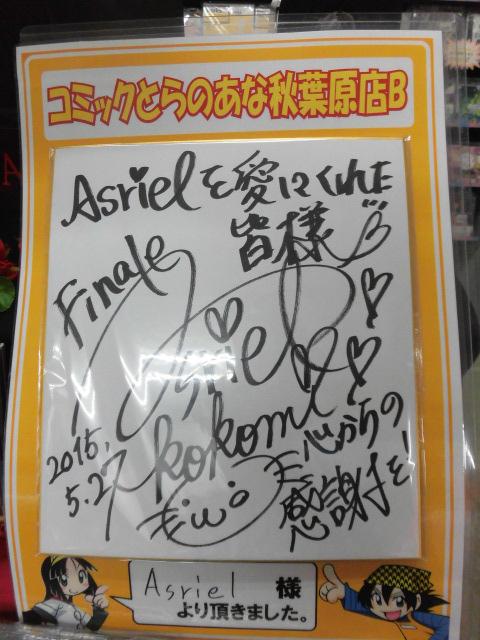 コミックとらのあな秋葉原店B
Asrielを愛してくれた
皆様へ
Finale
Asriel
kokomi
2015.
5.27
心からの
感謝を!
Asriel 様
より頂きました。